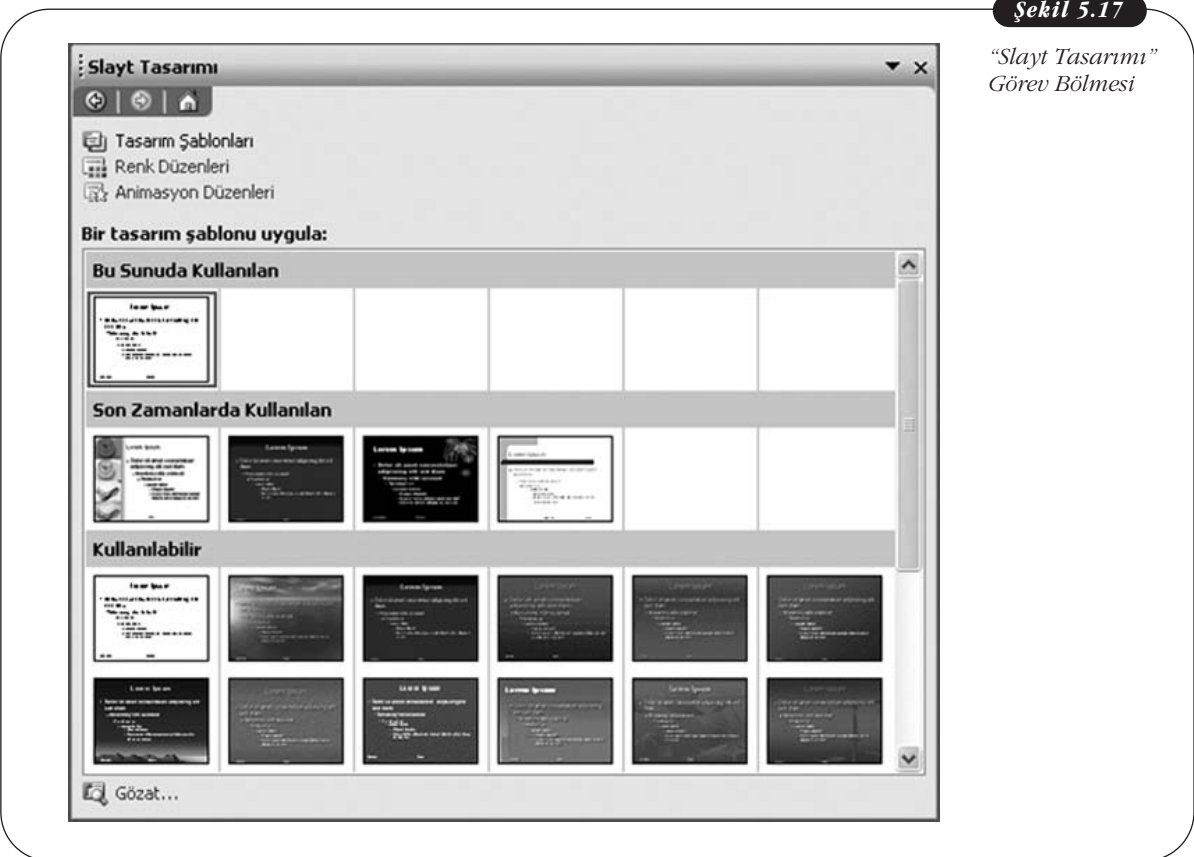 Şekil 5.17
“Slayt Tasarımı”
Görev Bölmesi
Slayt Tasarımı
Tasarım Şablonları
Renk Düzenleri
Animasyon Düzenleri
Bir tasarım şablonu uygula:
Bu Sunuda Kullanılan
Son Zamanlarda Kullanılan
Kullanılabilir
Gözat...